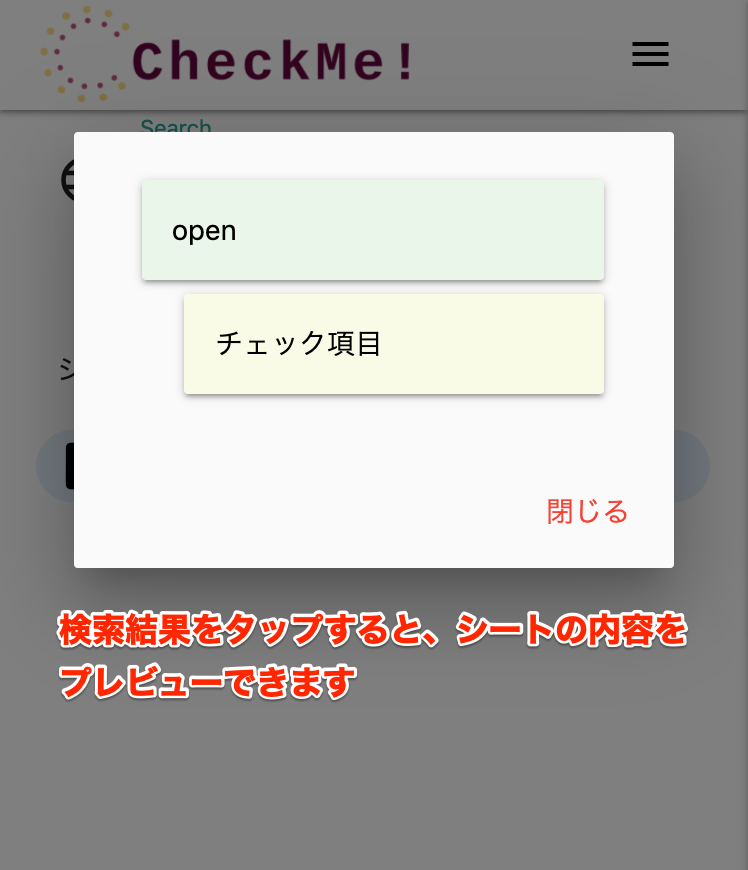 CheckMe!
Search
open
チェック項目
閉じる
検索結果をタップすると、シートの内容を
プレビューできます